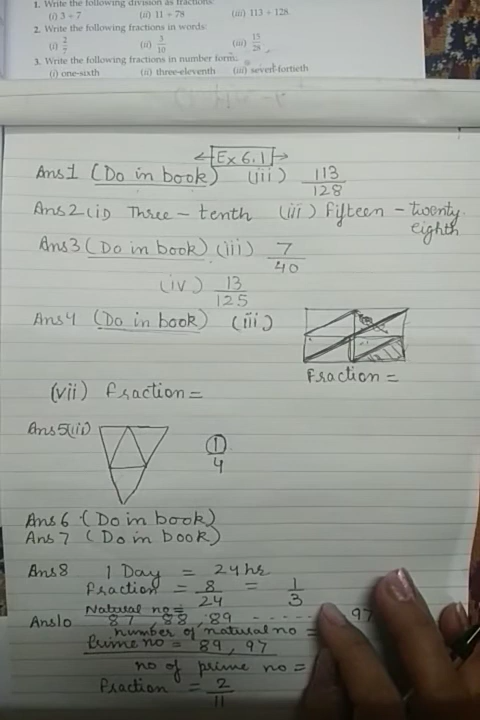 1. Write the following division as fractions:
(i) 3 ÷ 7 (ii) 11 ÷ 78 (iii) 113 ÷ 128.
2. Write the following fractions in words:
(i) 2/7 (ii) 3/10 (iii) 15/28
3. Write the following fractions in number form:
(i) one-sixth (ii) three-eleventh (iii) seven-fortieth
Ex 6.1
Ans1 (Do in book) (iii) 113/128
Ans2 (ii) Three - tenth (iii) fifteen - twenty
eighth
Ans3 (Do in book) (iii) 7/40
(iv) 13/125
Ans4 (Do in book) (iii)
Fraction =
(vii) Fraction =
Ans5(ii) 1/4
Ans6 (Do in book)
Ans7 (Do in book)
Ans8 1 Day = 24 hr
Fraction = 8/24 = 1/3
Natural no =
Ans10 87, 88, 89 ------- 97
number of natural no =
Prime no = 89, 97
no of prime no =
Fraction = 2/11